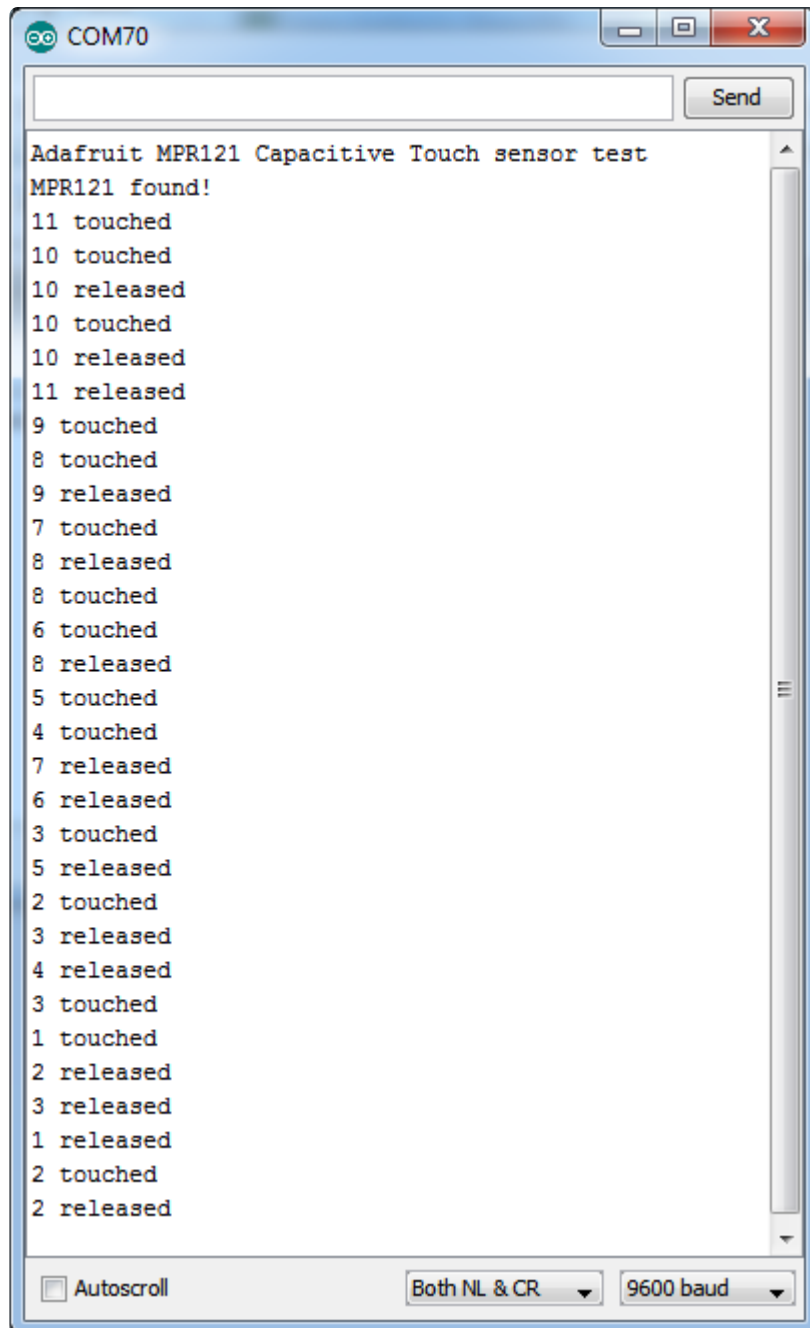 COM70
Send
Adafruit MPR121 Capacitive Touch sensor test
MPR121 found!
11 touched
10 touched
10 released
10 touched
10 released
11 released
9 touched
8 touched
9 released
7 touched
8 released
8 touched
6 touched
8 released
5 touched
4 touched
7 released
6 released
3 touched
5 released
2 touched
3 released
4 released
3 touched
1 touched
2 released
3 released
1 released
2 touched
2 released
Autoscroll
Both NL & CR
9600 baud